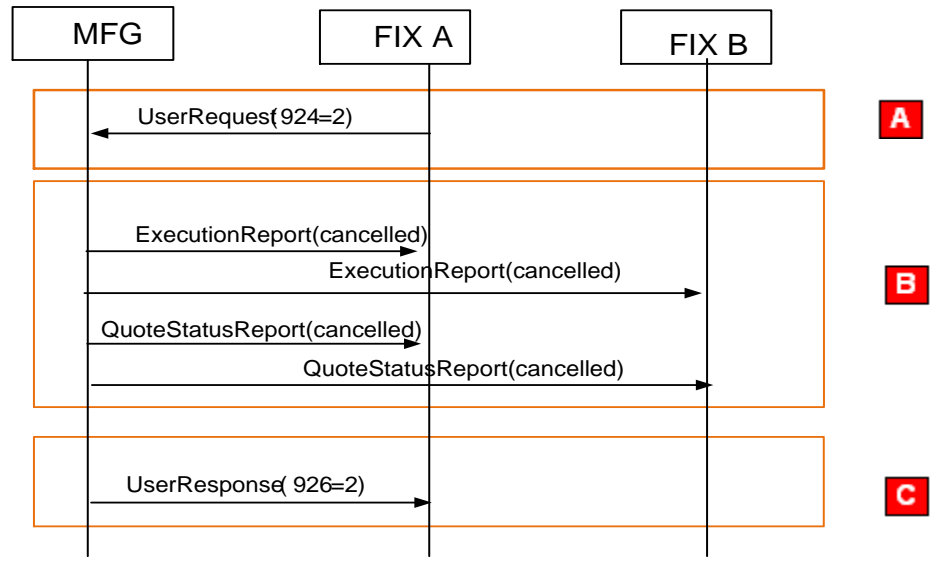 MFG
FIX A
FIX B
UserRequest(924=2)
A
ExecutionReport(cancelled)
ExecutionReport(cancelled)
B
QuoteStatusReport(cancelled)
QuoteStatusReport(cancelled)
UserResponse( 926=2)
C